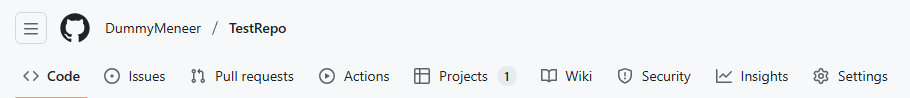 DummyMeneer / TestRepo
Code Issues Pull requests Actions Projects 1 Wiki Security Insights Settings